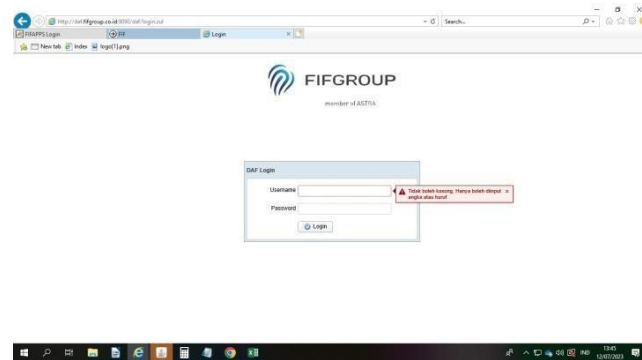 http://daf.fifgroup.co.id:9090/daf/login.zul
Search...
FIFAPPS Login
FIF
Login
New tab
Index
logo[1].png
FIFGROUP
member of ASTRA
DAF Login
Username
Tidak boleh kosong. Hanya boleh diinput
angka atau huruf
Password
Login
IND
13:45
12/07/2023